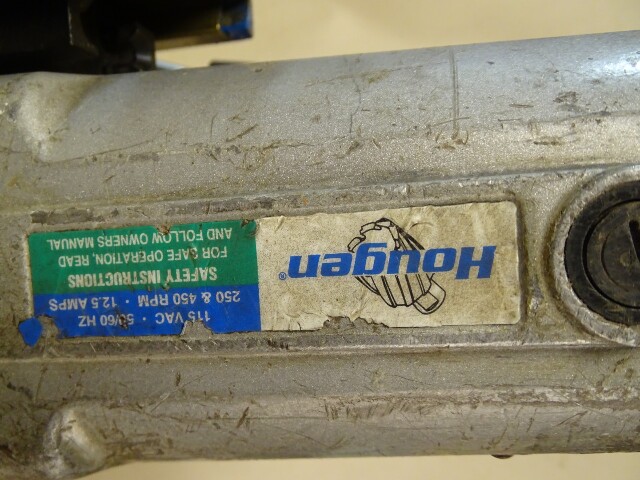 Hougen®
115 VAC · 50/60 HZ
250 & 450 RPM · 12.5 AMPS
SAFETY INSTRUCTIONS
FOR SAFE OPERATION, READ
AND FOLLOW OWNERS MANUAL